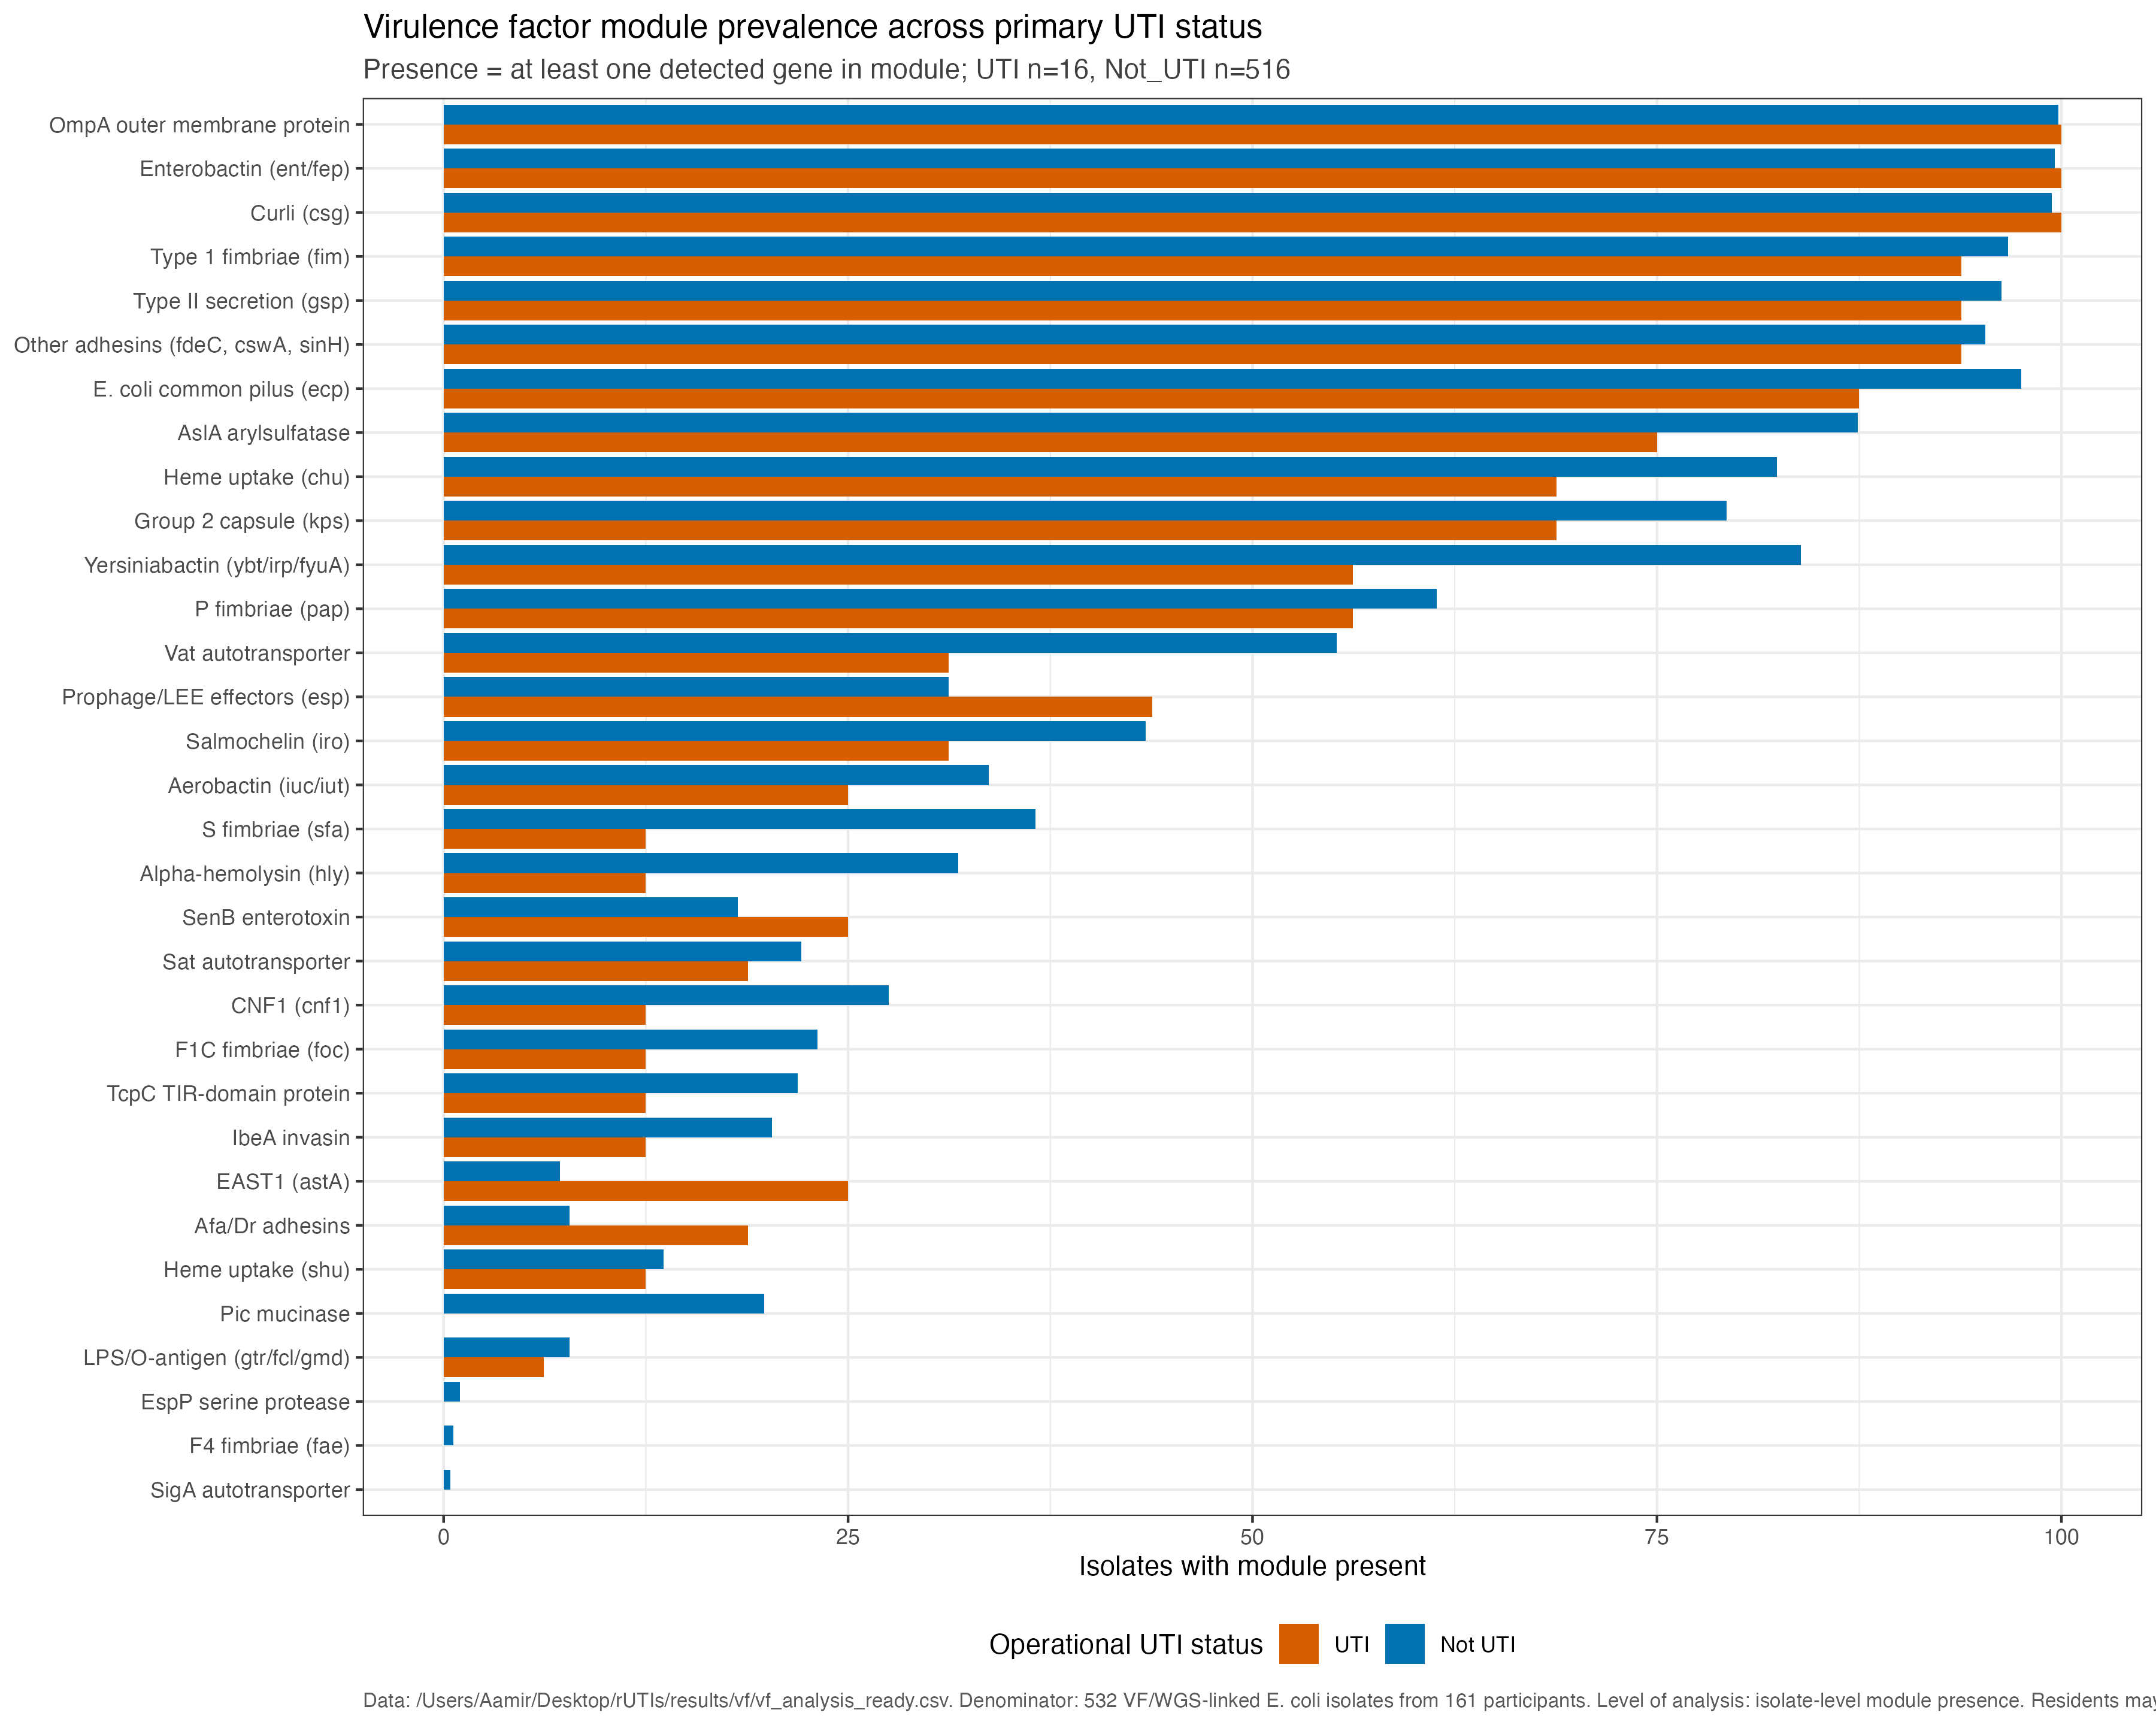 Virulence factor module prevalence across primary UTI status
Presence = at least one detected gene in module; UTI n=16, Not_UTI n=516
OmpA outer membrane protein
Enterobactin (ent/fep)
Curli (csg)
Type 1 fimbriae (fim)
Type II secretion (gsp)
Other adhesins (fdeC, cswA, sinH)
E. coli common pilus (ecp)
AslA arylsulfatase
Heme uptake (chu)
Group 2 capsule (kps)
Yersiniabactin (ybt/irp/fyuA)
P fimbriae (pap)
Vat autotransporter
Prophage/LEE effectors (esp)
Salmochelin (iro)
Aerobactin (iuc/iut)
S fimbriae (sfa)
Alpha-hemolysin (hly)
SenB enterotoxin
Sat autotransporter
CNF1 (cnf1)
F1C fimbriae (foc)
TcpC TIR-domain protein
IbeA invasin
EAST1 (astA)
Afa/Dr adhesins
Heme uptake (shu)
Pic mucinase
LPS/O-antigen (gtr/fcl/gmd)
EspP serine protease
F4 fimbriae (fae)
SigA autotransporter
0 25 50 75 100
Isolates with module present
Operational UTI status UTI Not UTI
Data: /Users/Aamir/Desktop/rUTIs/results/vf/vf_analysis_ready.csv. Denominator: 532 VF/WGS-linked E. coli isolates from 161 participants. Level of analysis: isolate-level module presence. Residents may